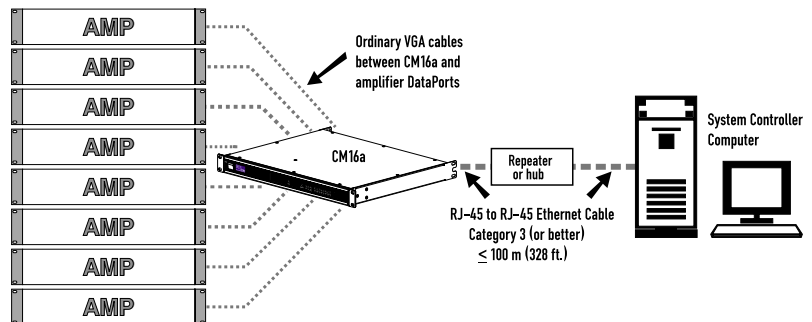 AMP
AMP
AMP
AMP
AMP
AMP
AMP
AMP
Ordinary VGA cables
between CM16a and
amplifier DataPorts
CM16a
Repeater
or hub
RJ-45 to RJ-45 Ethernet Cable
Category 3 (or better)
≤ 100 m (328 ft.)
System Controller
Computer